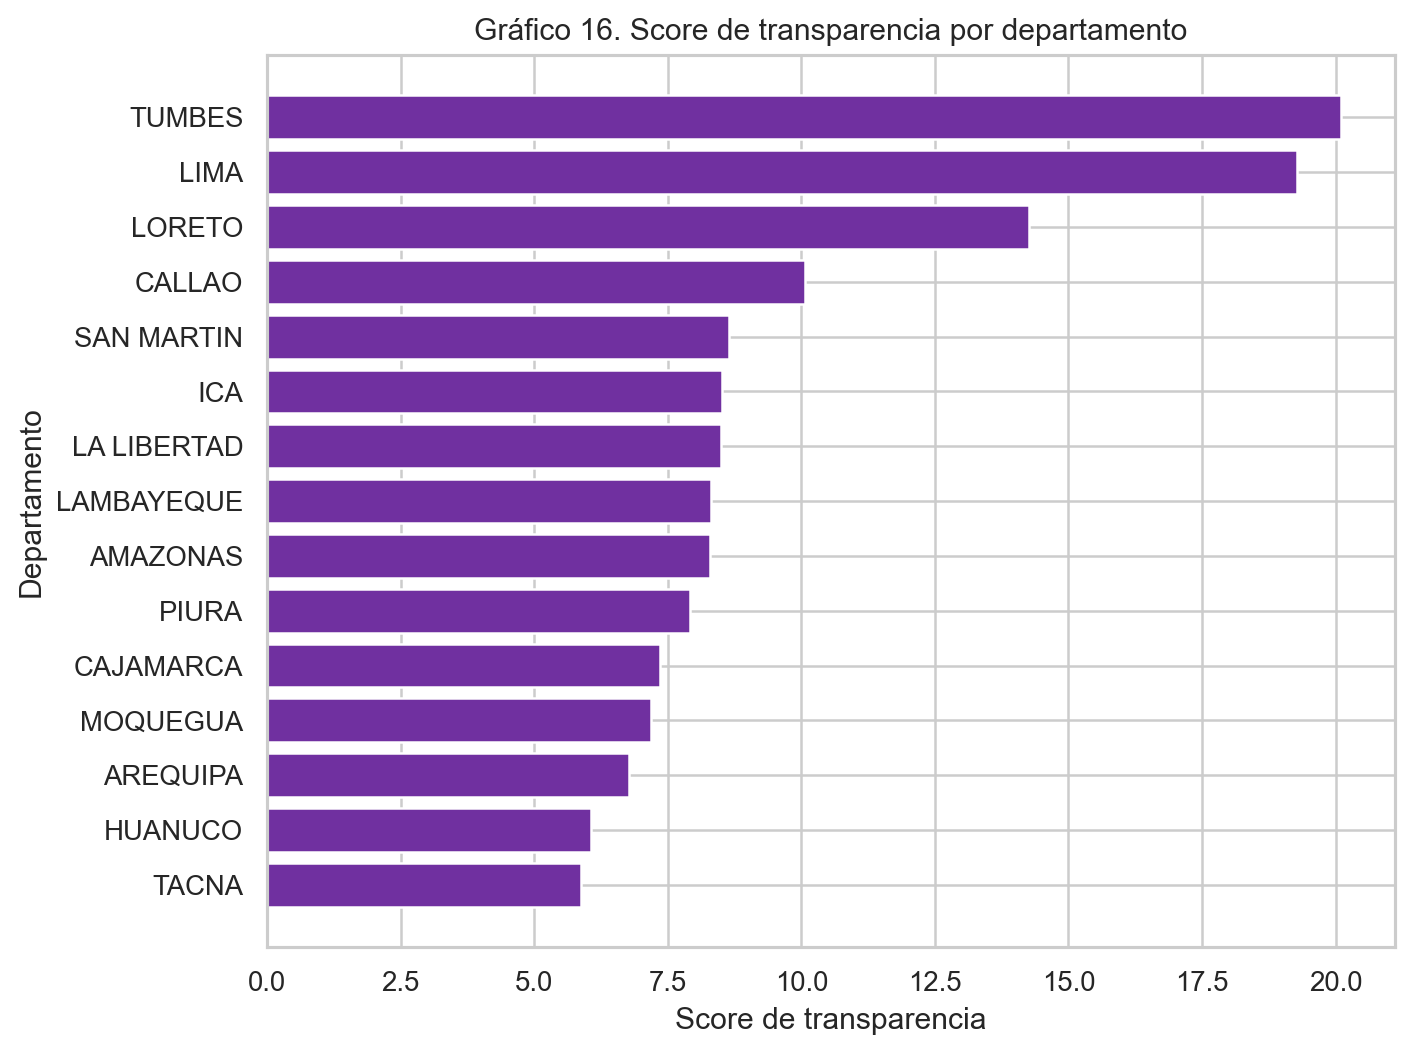 Gráfico 16. Score de transparencia por departamento
Departamento
TUMBES
LIMA
LORETO
CALLAO
SAN MARTIN
ICA
LA LIBERTAD
LAMBAYEQUE
AMAZONAS
PIURA
CAJAMARCA
MOQUEGUA
AREQUIPA
HUANUCO
TACNA
0.0 2.5 5.0 7.5 10.0 12.5 15.0 17.5 20.0
Score de transparencia